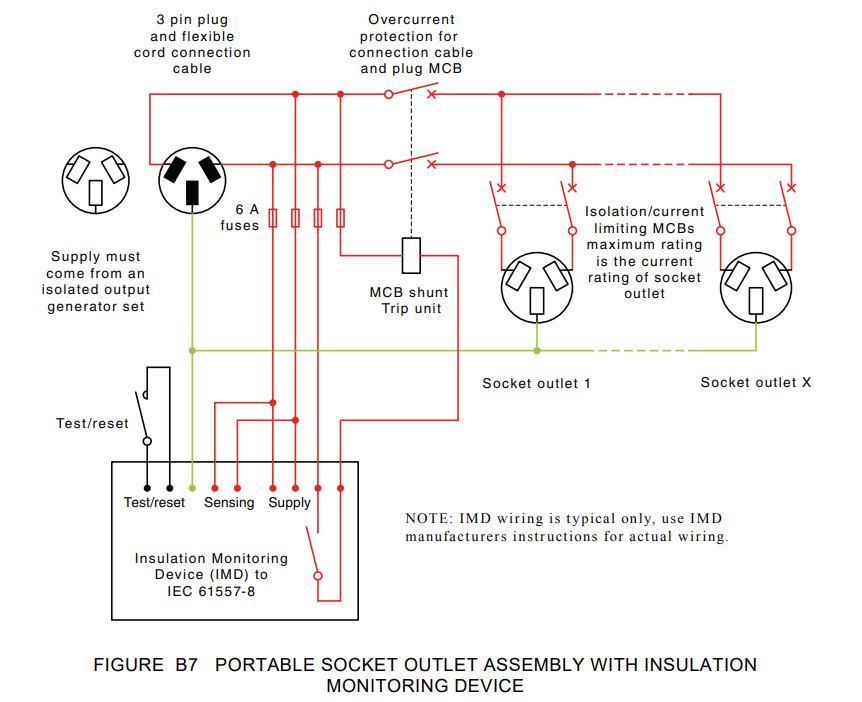 3 pin plug
and flexible
cord connection
cable
Overcurrent
protection for
connection cable
and plug MCB
6 A
fuses
Isolation/current
limiting MCBs
maximum rating
is the current
rating of socket
outlet
Supply must
come from an
isolated output
generator set
MCB shunt
Trip unit
Socket outlet 1
Socket outlet X
Test/reset
Test/reset
Sensing
Supply
NOTE: IMD wiring is typical only, use IMD
manufacturers instructions for actual wiring.
Insulation Monitoring
Device (IMD) to
IEC 61557-8
FIGURE B7 PORTABLE SOCKET OUTLET ASSEMBLY WITH INSULATION
MONITORING DEVICE